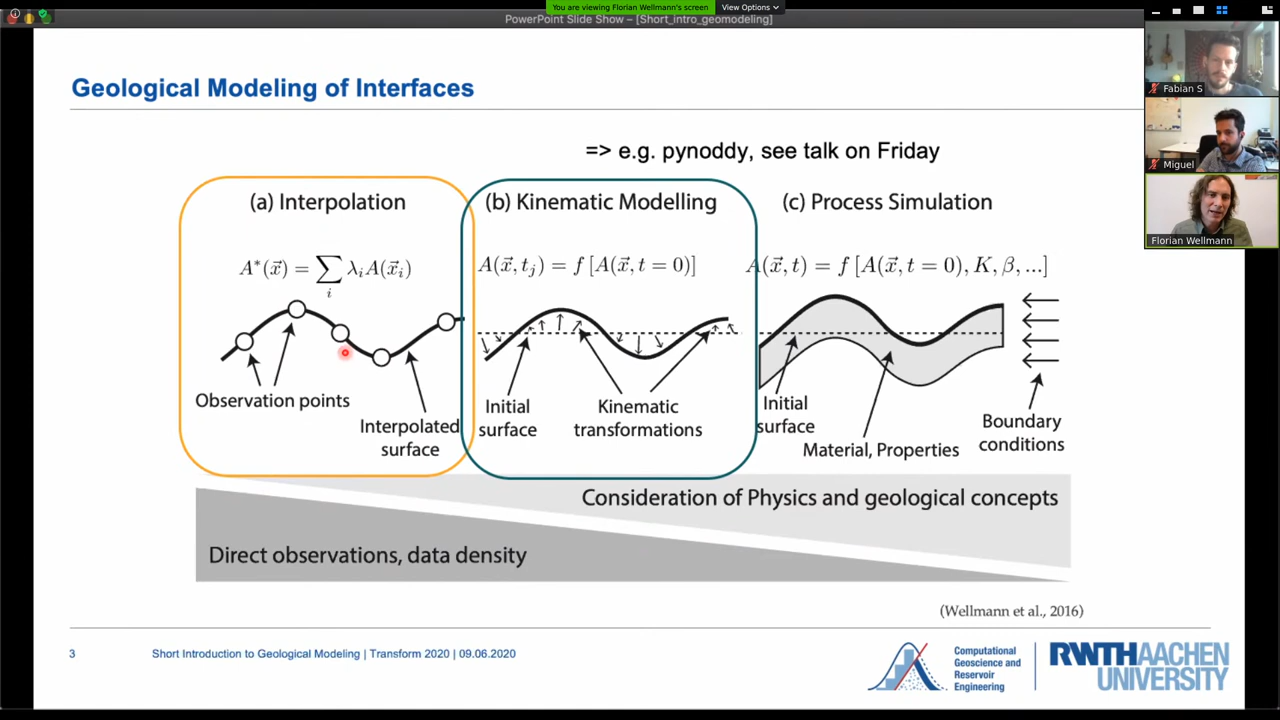 You are viewing Florian Wellmann's screen
View Options
PowerPoint Slide Show – [Short_intro_geomodeling]
Fabian S
Miguel
Florian Wellmann
Geological Modeling of Interfaces
=> e.g. pynoddy, see talk on Friday
(a) Interpolation
A*(x⃗) = ∑_i λ_i A(x⃗_i)
Observation points
Interpolated
surface
(b) Kinematic Modelling
A(x⃗, t_j) = f [A(x⃗, t = 0)]
Initial
surface
Kinematic
transformations
(c) Process Simulation
A(x⃗, t) = f [A(x⃗, t = 0), K, β, ...]
Initial
surface
Material, Properties
Boundary
conditions
Consideration of Physics and geological concepts
Direct observations, data density
(Wellmann et al., 2016)
3
Short Introduction to Geological Modeling | Transform 2020 | 09.06.2020
Computational
Geoscience and
Reservoir
Engineering
RWTH AACHEN
UNIVERSITY